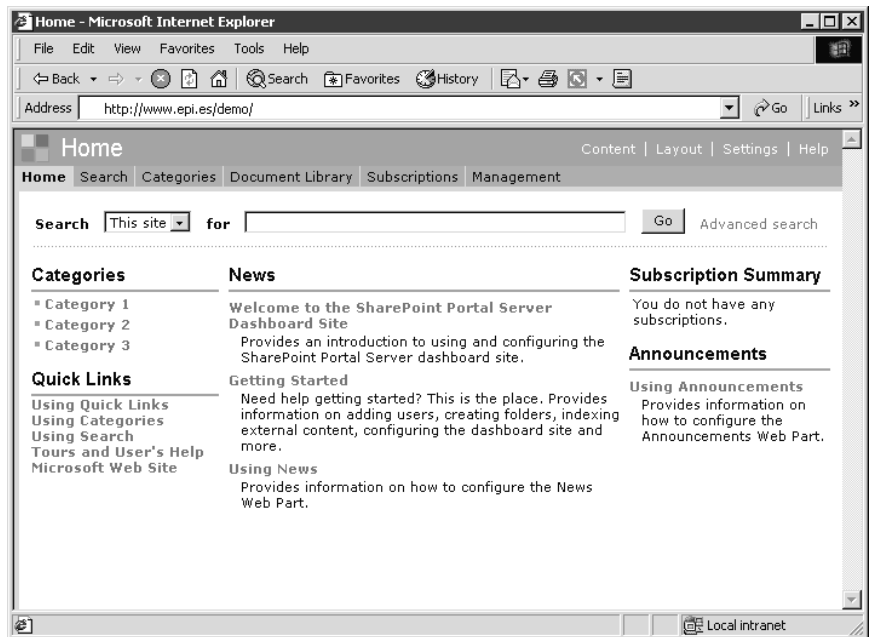 Home - Microsoft Internet Explorer
File Edit View Favorites Tools Help
Back Search Favorites History
Address http://www.epi.es/demo/ Go Links »
Home
Content | Layout | Settings | Help
Home Search Categories Document Library Subscriptions Management
Search This site for Go Advanced search
Categories
Category 1
Category 2
Category 3
Quick Links
Using Quick Links
Using Categories
Using Search
Tours and User's Help
Microsoft Web Site
News
Welcome to the SharePoint Portal Server
Dashboard Site
Provides an introduction to using and configuring the
SharePoint Portal Server dashboard site.
Getting Started
Need help getting started? This is the place. Provides
information on adding users, creating folders, indexing
external content, configuring the dashboard site and
more.
Using News
Provides information on how to configure the News
Web Part.
Subscription Summary
You do not have any
subscriptions.
Announcements
Using Announcements
Provides information on
how to configure the
Announcements Web Part.
Local intranet